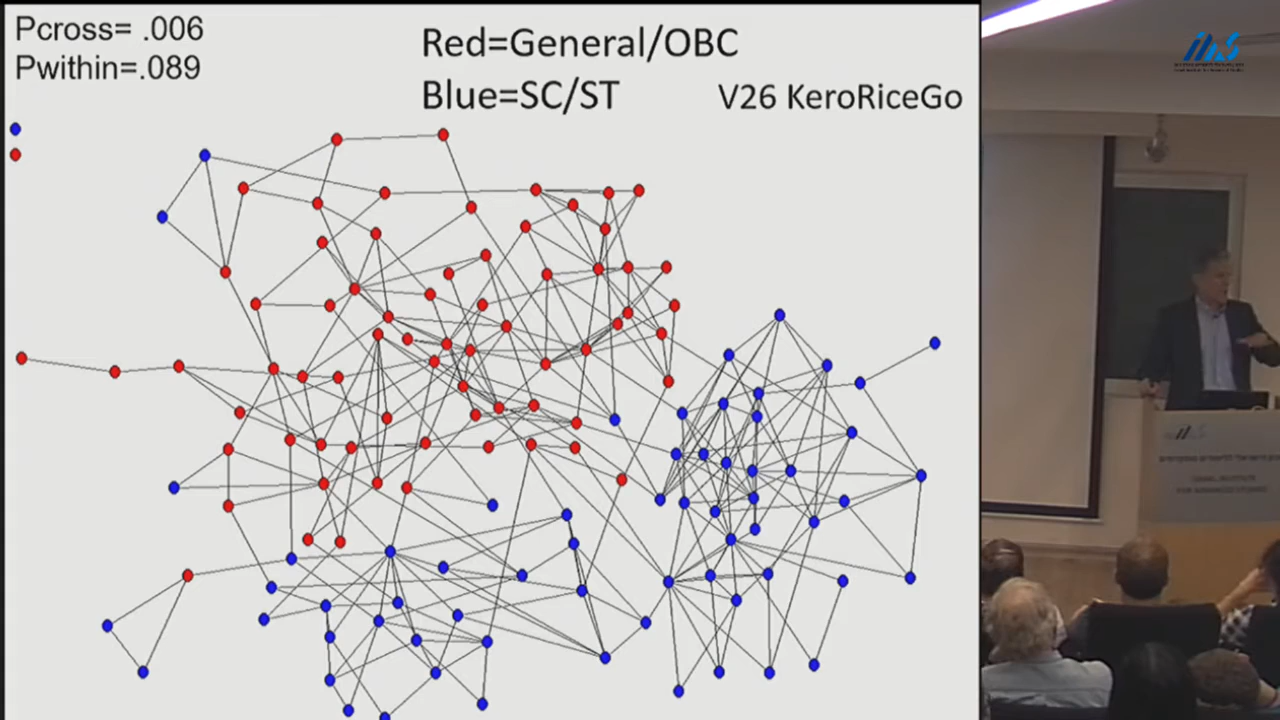 Pcross= .006
Pwithin=.089
Red=General/OBC
Blue=SC/ST
V26 KeroRiceGo